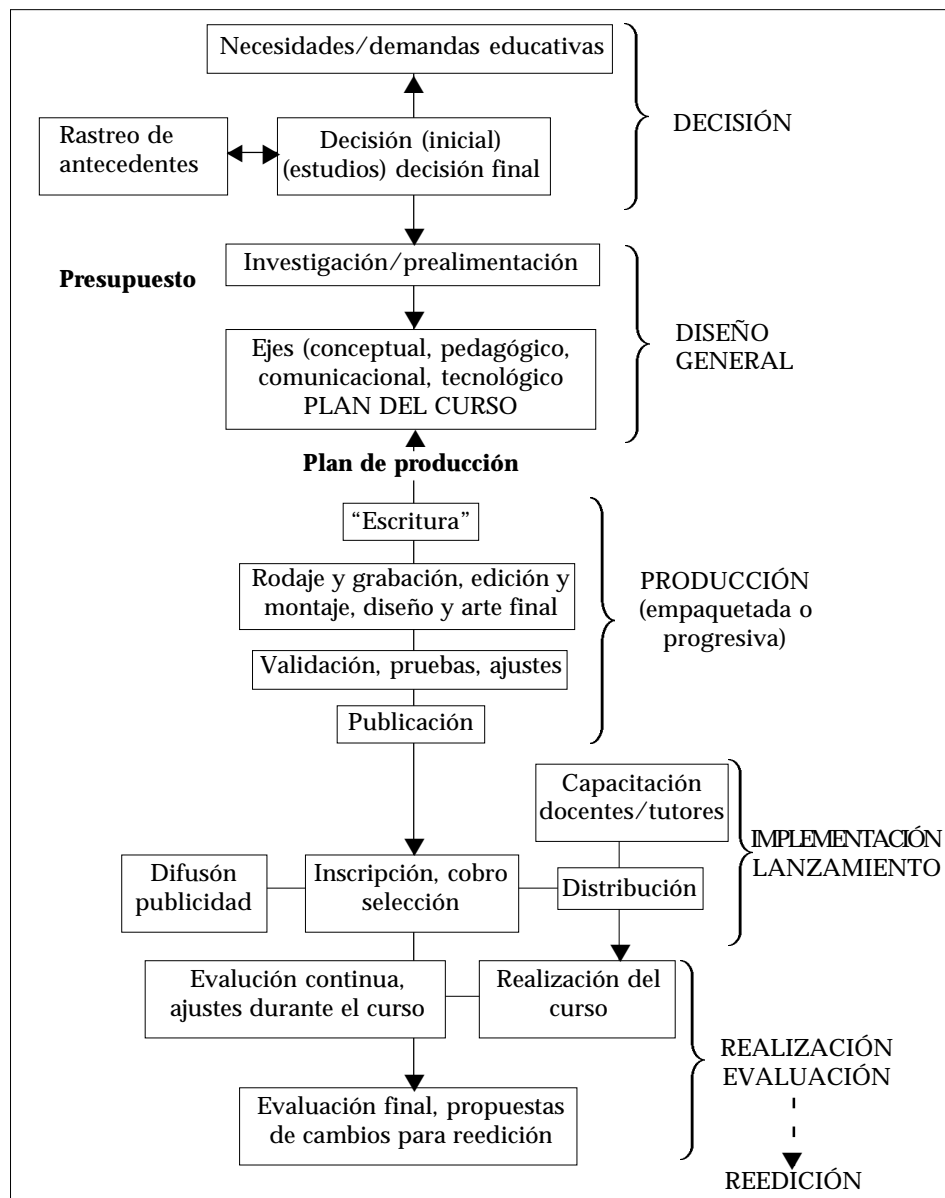 Necesidades/demandas educativas
DECISIÓN
Rastreo de
antecedentes
Decisión (inicial)
(estudios) decisión final
Presupuesto
Investigación/prealimentación
Ejes (conceptual, pedagógico,
comunicacional, tecnológico
PLAN DEL CURSO
DISEÑO
GENERAL
Plan de producción
“Escritura”
Rodaje y grabación, edición y
montaje, diseño y arte final
Validación, pruebas, ajustes
Publicación
PRODUCCIÓN
(empaquetada o
progresiva)
Capacitación
docentes/tutores
IMPLEMENTACIÓN
LANZAMIENTO
Difusón
publicidad
Inscripción, cobro
selección
Distribución
Evalución continua,
ajustes durante el curso
Realización del
curso
REALIZACIÓN
EVALUACIÓN
Evaluación final, propuestas
de cambios para reedición
REEDICIÓN